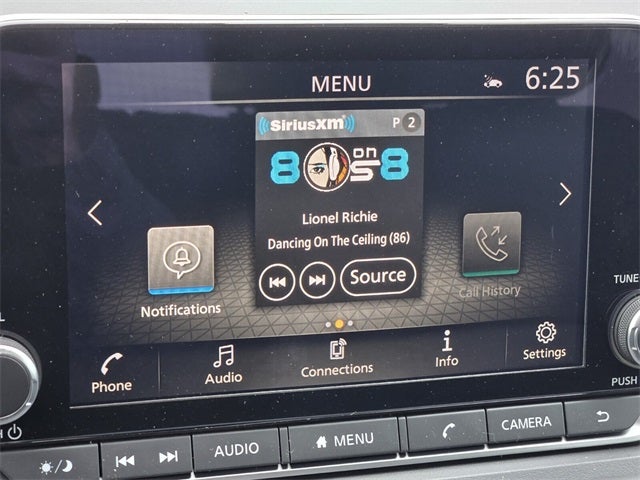 MENU 6:25
SiriusXM P 2
80s on 8
Lionel Richie
Dancing On The Ceiling (86)
Source
Notifications
Call History
Phone Audio Connections Info Settings
TUNE
PUSH
AUDIO MENU CAMERA